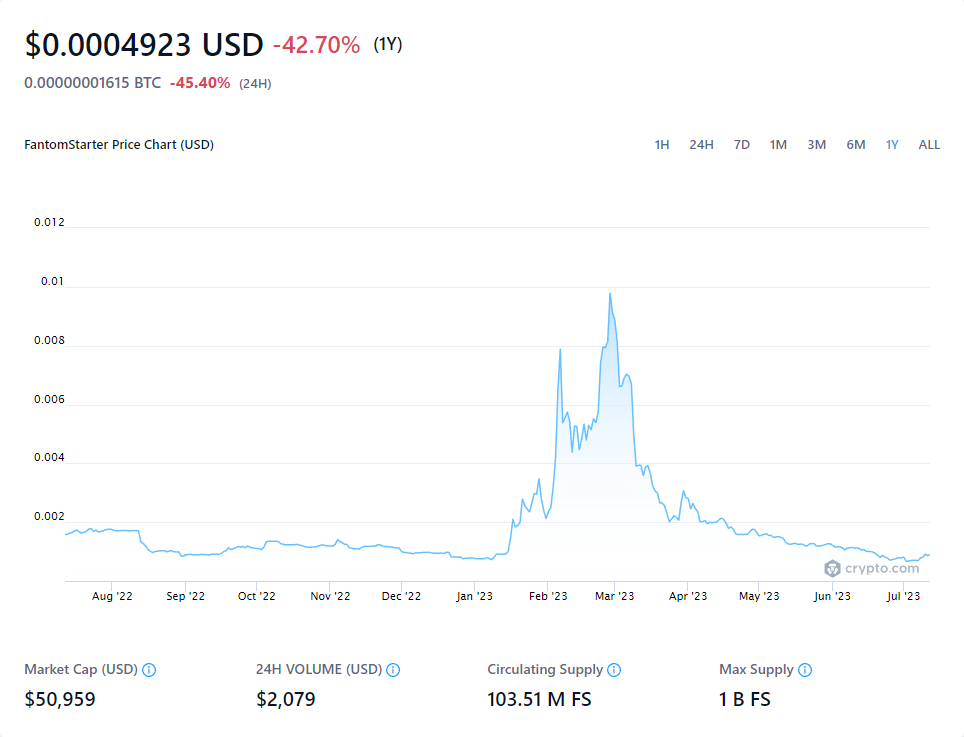 $0.0004923 USD -42.70% (1Y)
0.00000001615 BTC -45.40% (24H)
FantomStarter Price Chart (USD) 1H 24H 7D 1M 3M 6M 1Y ALL
0.012
0.01
0.008
0.006
0.004
0.002
crypto.com
Aug '22 Sep '22 Oct '22 Nov '22 Dec '22 Jan '23 Feb '23 Mar '23 Apr '23 May '23 Jun '23 Jul '23
Market Cap (USD) 24H VOLUME (USD) Circulating Supply Max Supply
$50,959 $2,079 103.51 M FS 1 B FS